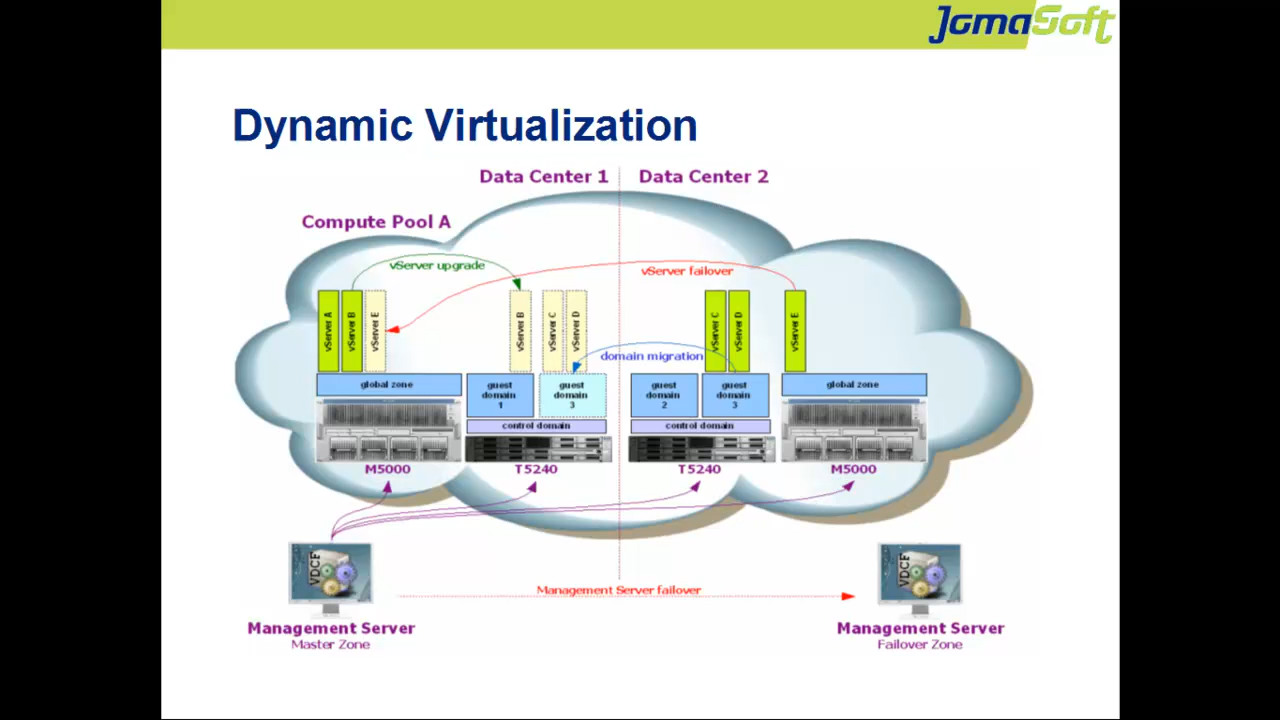 JomaSoft
Dynamic Virtualization
Data Center 1
Data Center 2
Compute Pool A
vServer upgrade
vServer failover
vServer A
vServer B
vServer E
vServer B
vServer C
vServer D
vServer C
vServer D
vServer E
domain migration
global zone
guest
domain
1
guest
domain
3
guest
domain
2
guest
domain
3
global zone
control domain
control domain
M5000
T5240
T5240
M5000
VDCF
VDCF
Management Server failover
Management Server
Master Zone
Management Server
Failover Zone